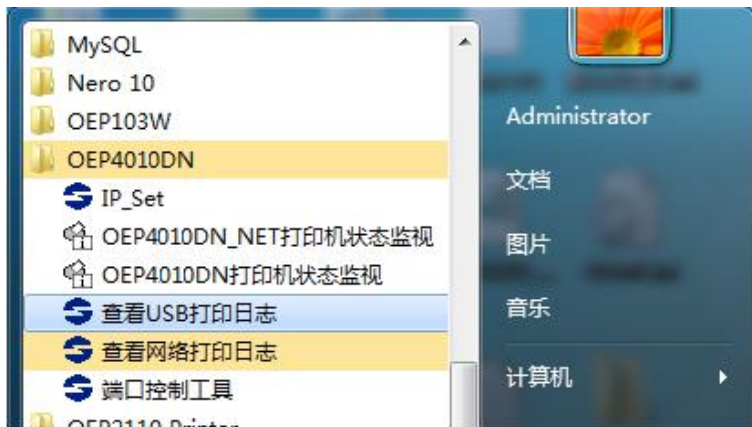 MySQL
Nero 10
OEP103W
OEP4010DN
IP_Set
OEP4010DN_NET打印机状态监视
OEP4010DN打印机状态监视
查看USB打印日志
查看网络打印日志
端口控制工具
Administrator
文档
图片
音乐
计算机